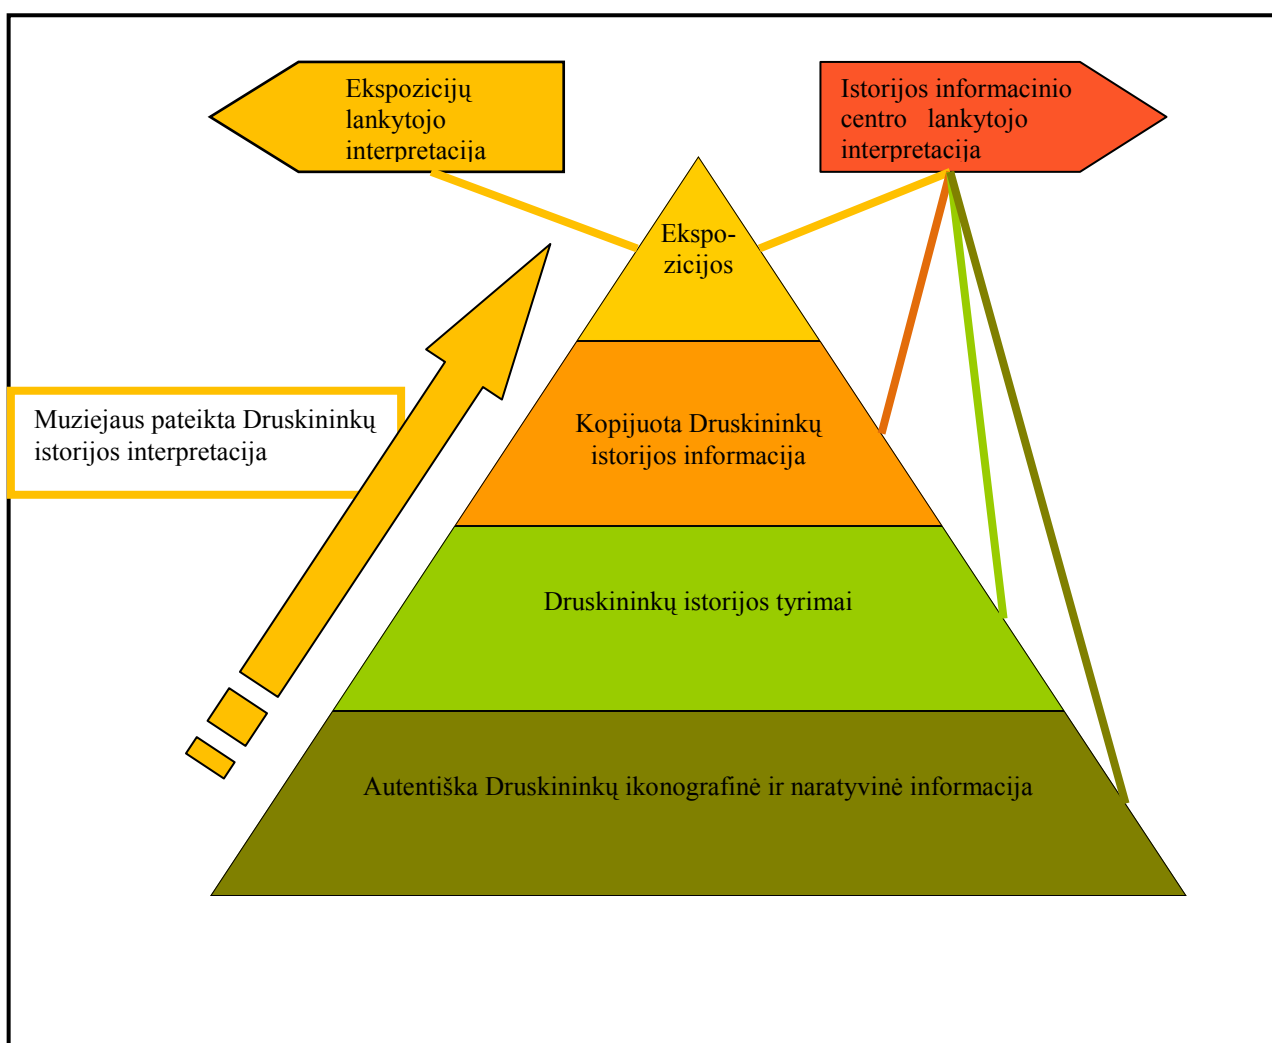 Ekspozicijų
lankytojo
interpretacija
Istorijos informacinio
centro lankytojo
interpretacija
Ekspo-
zicijos
Muziejaus pateikta Druskininkų
istorijos interpretacija
Kopijuota Druskininkų
istorijos informacija
Druskininkų istorijos tyrimai
Autentiška Druskininkų ikonografinė ir naratyvinė informacija